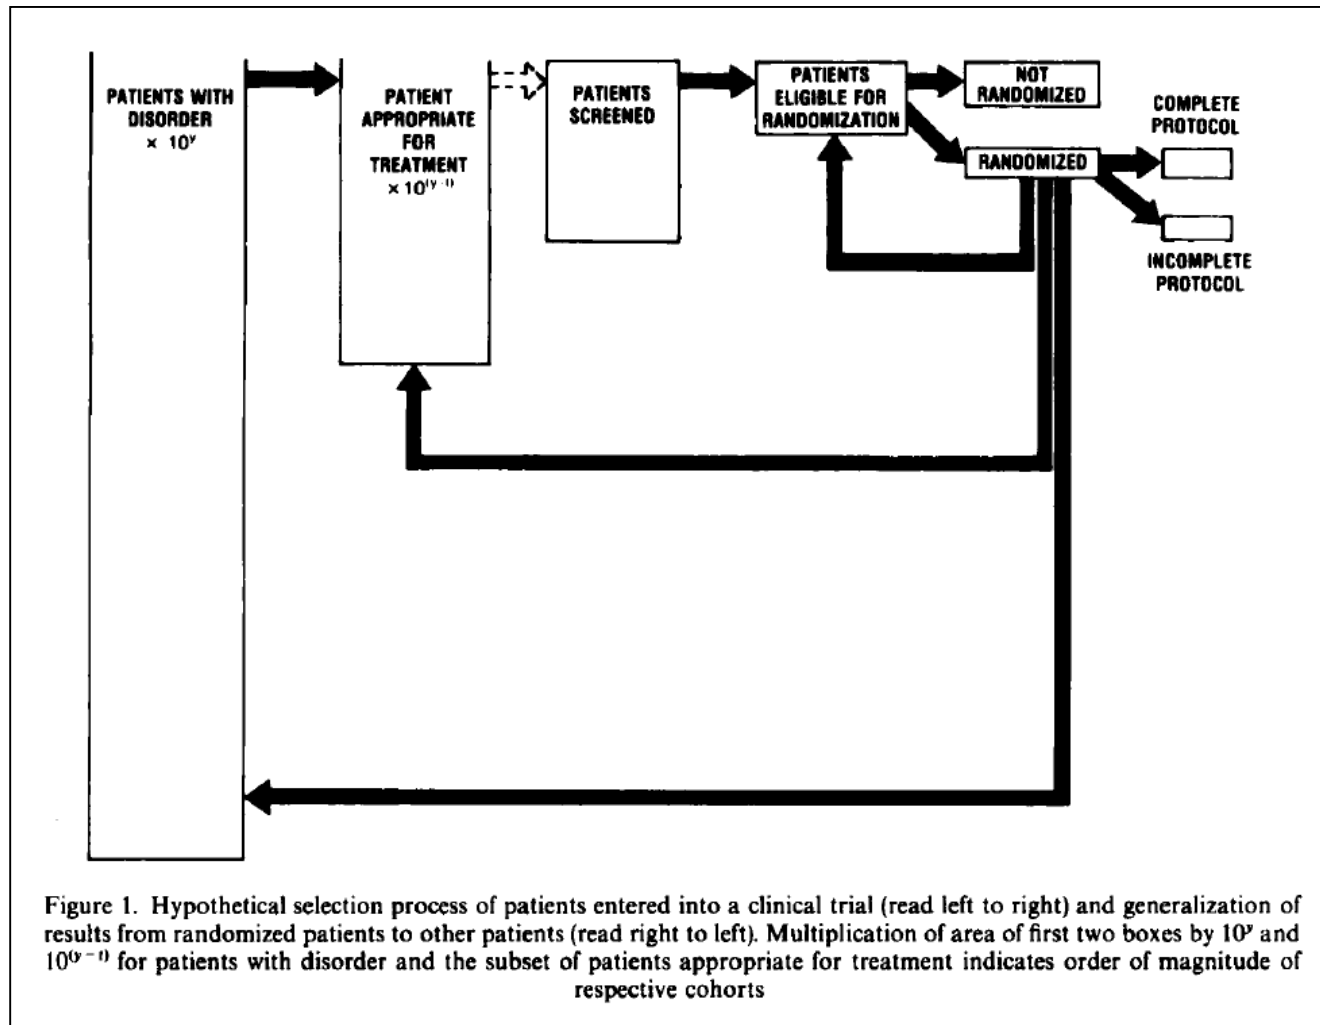 PATIENTS WITH
DISORDER
× 10ʸ
PATIENT
APPROPRIATE
FOR
TREATMENT
× 10⁽ʸ⁻ᵗ⁾
PATIENTS
SCREENED
PATIENTS
ELIGIBLE FOR
RANDOMIZATION
NOT
RANDOMIZED
RANDOMIZED
COMPLETE
PROTOCOL
INCOMPLETE
PROTOCOL
Figure 1. Hypothetical selection process of patients entered into a clinical trial (read left to right) and generalization of
results from randomized patients to other patients (read right to left). Multiplication of area of first two boxes by 10ʸ and
10⁽ʸ⁻ᵗ⁾ for patients with disorder and the subset of patients appropriate for treatment indicates order of magnitude of
respective cohorts